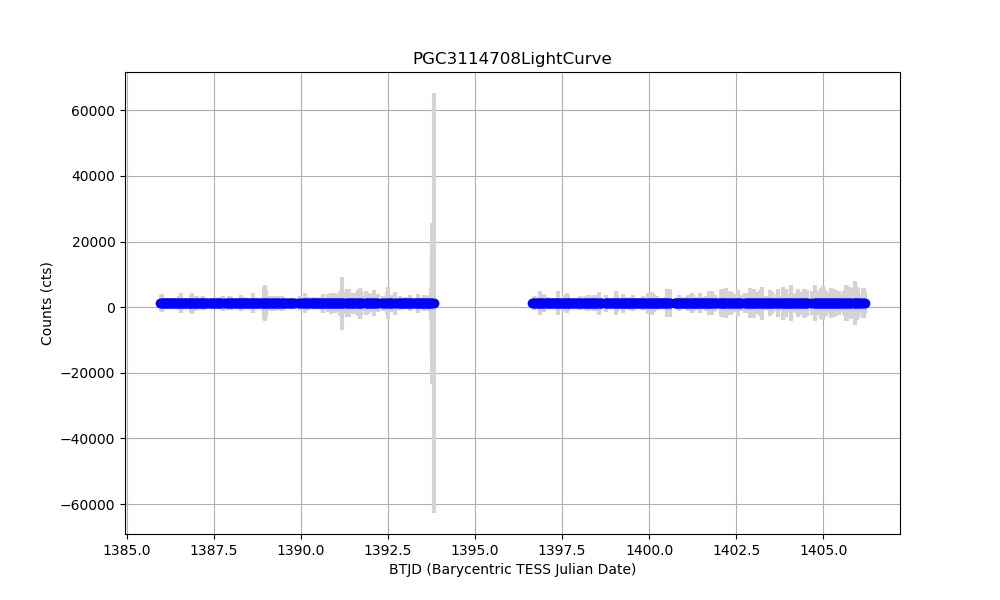 PGC3114708LightCurve
Counts (cts)
60000
40000
20000
0
−20000
−40000
−60000
1385.0 1387.5 1390.0 1392.5 1395.0 1397.5 1400.0 1402.5 1405.0
BTJD (Barycentric TESS Julian Date)